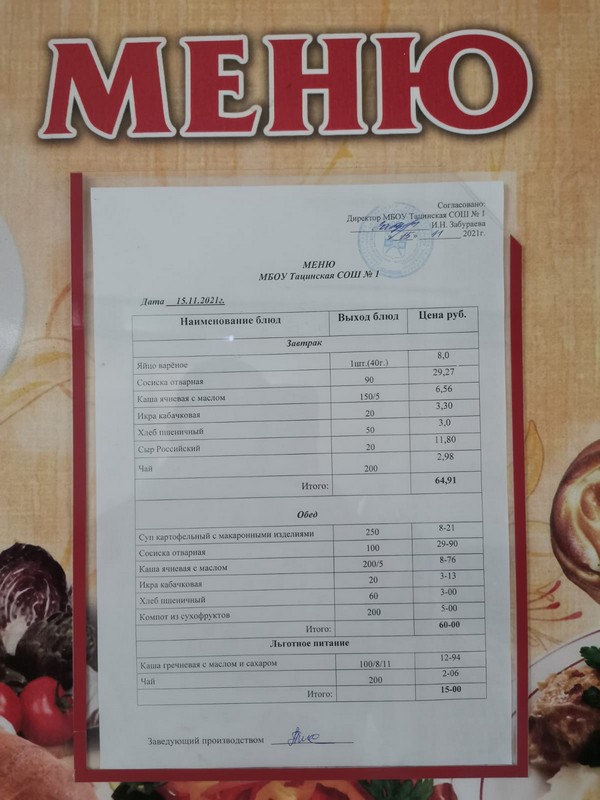 МЕНЮ
Согласовано:
Директор МБОУ Тацинская СОШ № 1
И.Н. Забураева
2021г.
МЕНЮ
МБОУ Тацинская СОШ № 1
Дата 15.11.2021г.
Наименование блюд Выход блюд Цена руб.
Завтрак
Яйцо варёное 1шт.(40г.) 8,0
Сосиска отварная 90 29,27
Каша ячневая с маслом 150/5 6,56
Икра кабачковая 20 3,30
Хлеб пшеничный 50 3,0
Сыр Российский 20 11,80
Чай 200 2,98
Итого: 64,91
Обед
Суп картофельный с макаронными изделиями 250 8-21
Сосиска отварная 100 29-90
Каша ячневая с маслом 200/5 8-76
Икра кабачковая 20 3-13
Хлеб пшеничный 60 3-00
Компот из сухофруктов 200 5-00
Итого: 60-00
Льготное питание
Каша гречневая с маслом и сахаром 100/8/11 12-94
Чай 200 2-06
Итого: 15-00
Заведующий производством